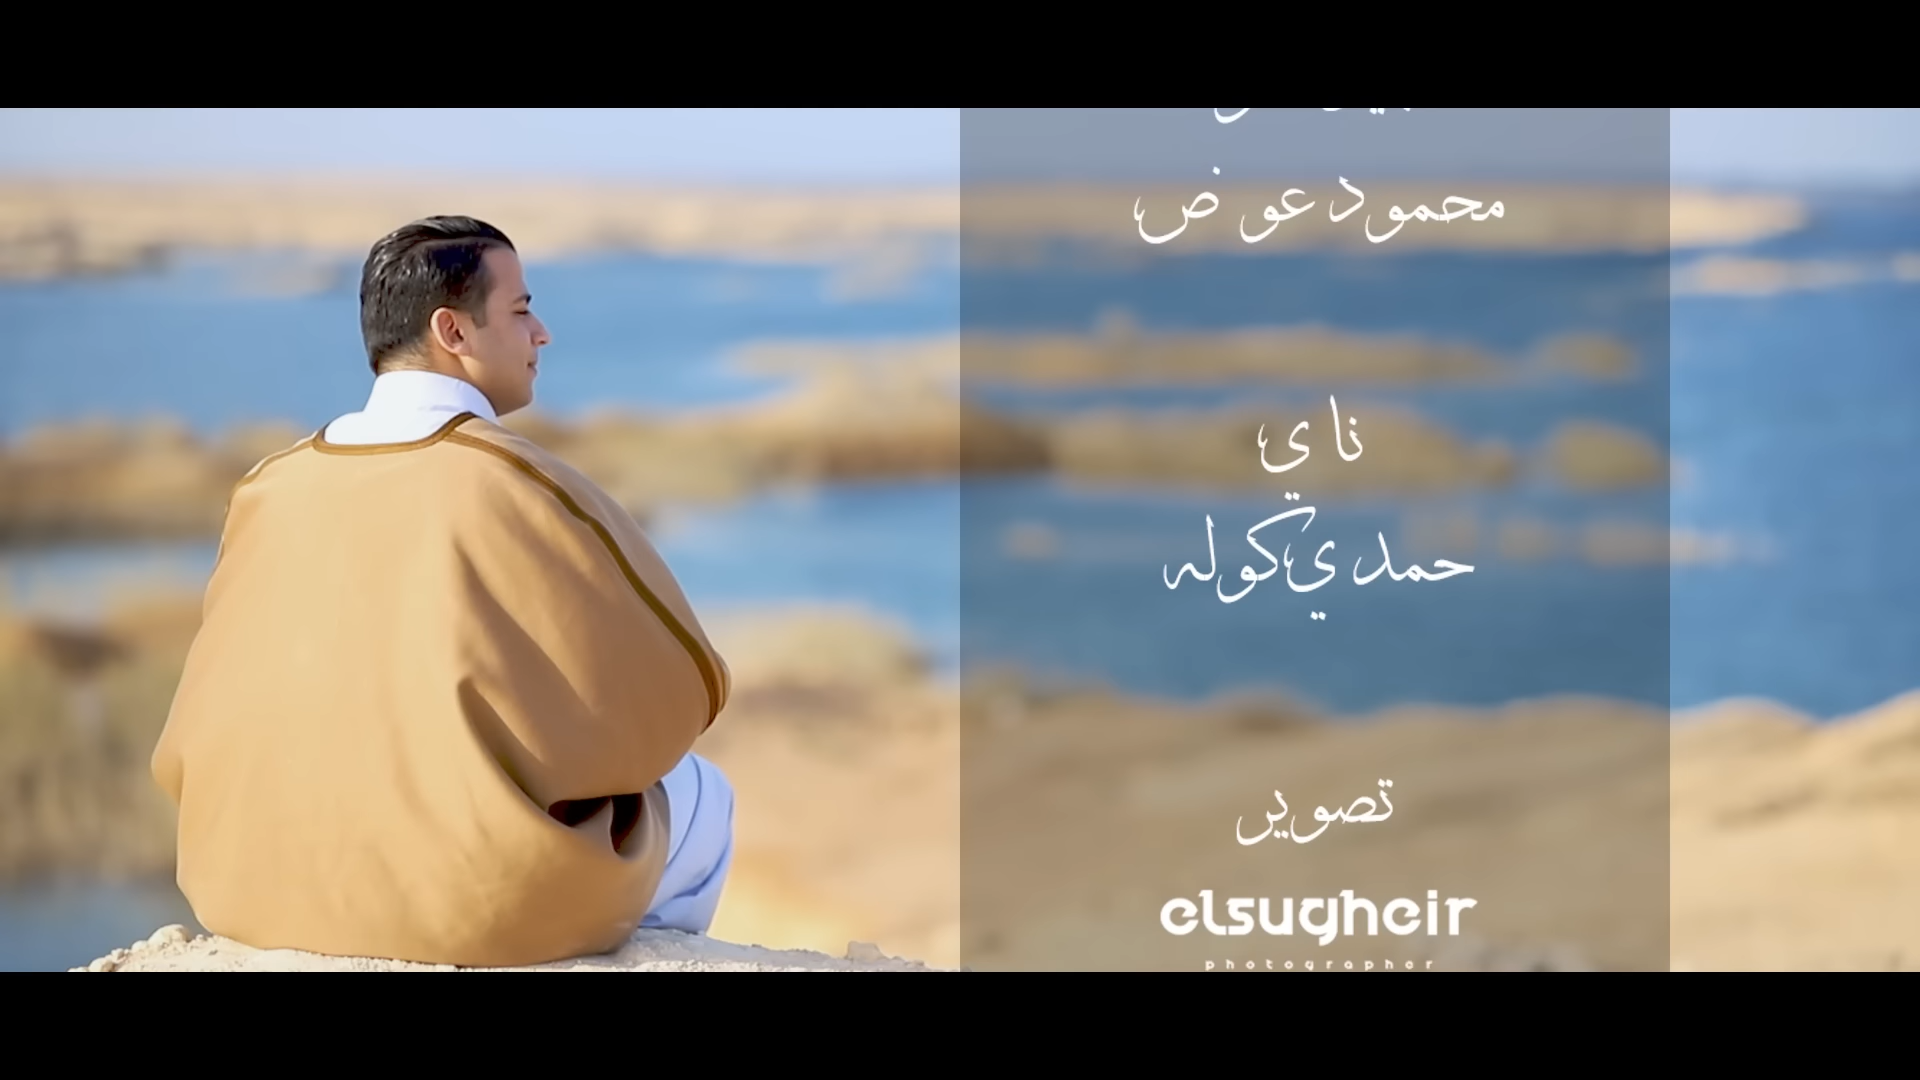 محمود عوض
ناي
حمدي كوله
تصوير
elsugheir
photographer